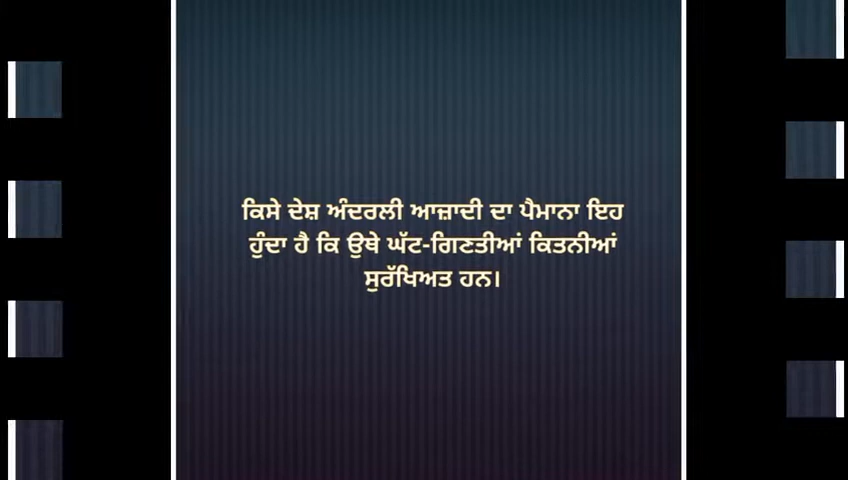 ਕਿਸੇ ਦੇਸ਼ ਅੰਦਰਲੀ ਆਜ਼ਾਦੀ ਦਾ ਪੈਮਾਨਾ ਇਹ
ਹੁੰਦਾ ਹੈ ਕਿ ਉਥੇ ਘੱਟ-ਗਿਣਤੀਆਂ ਕਿਤਨੀਆਂ
ਸੁਰੱਖਿਅਤ ਹਨ।